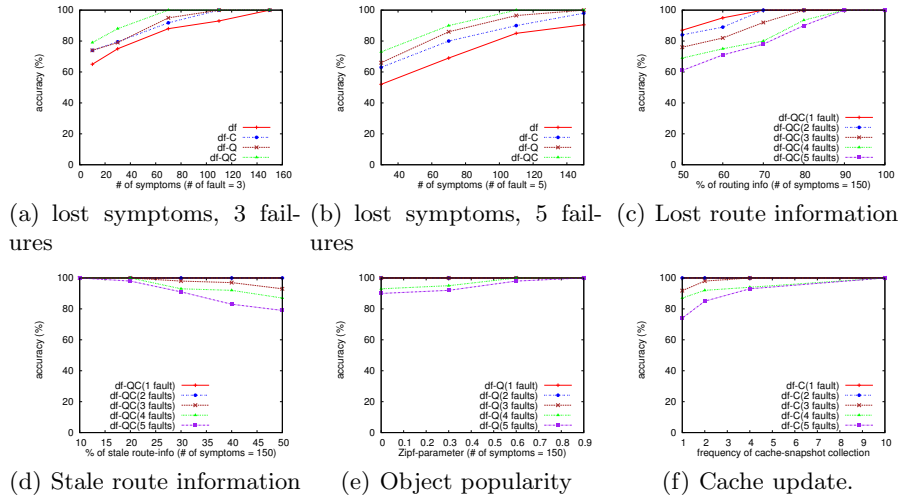 100
80
60
40
20
0
accuracy (%)
df
df-C
df-Q
df-QC
0 20 40 60 80 100 120 140 160
# of symptoms (# of fault = 3)
(a) lost symptoms, 3 fail-
ures
100
80
60
40
20
0
accuracy (%)
df
df-C
df-Q
df-QC
40 60 80 100 120 140
# of symptoms (# of fault = 5)
(b) lost symptoms, 5 fail-
ures
100
80
60
40
20
0
accuracy (%)
df-QC(1 fault)
df-QC(2 faults)
df-QC(3 faults)
df-QC(4 faults)
df-QC(5 faults)
50 60 70 80 90 100
% of routing info (# of symptoms = 150)
(c) Lost route information
100
80
60
40
20
0
accuracy (%)
df-QC(1 fault)
df-QC(2 faults)
df-QC(3 faults)
df-QC(4 faults)
df-QC(5 faults)
10 15 20 25 30 35 40 45 50
% of stale route-info (# of symptoms = 150)
(d) Stale route information
100
80
60
40
20
0
accuracy (%)
df-Q(1 fault)
df-Q(2 faults)
df-Q(3 faults)
df-Q(4 faults)
df-Q(5 faults)
0 0.1 0.2 0.3 0.4 0.5 0.6 0.7 0.8 0.9
Zipf-parameter (# of symptoms = 150)
(e) Object popularity
100
80
60
40
20
0
accuracy (%)
df-C(1 fault)
df-C(2 faults)
df-C(3 faults)
df-C(4 faults)
df-C(5 faults)
1 2 3 4 5 6 7 8 9 10
frequency of cache-snapshot collection
(f) Cache update.